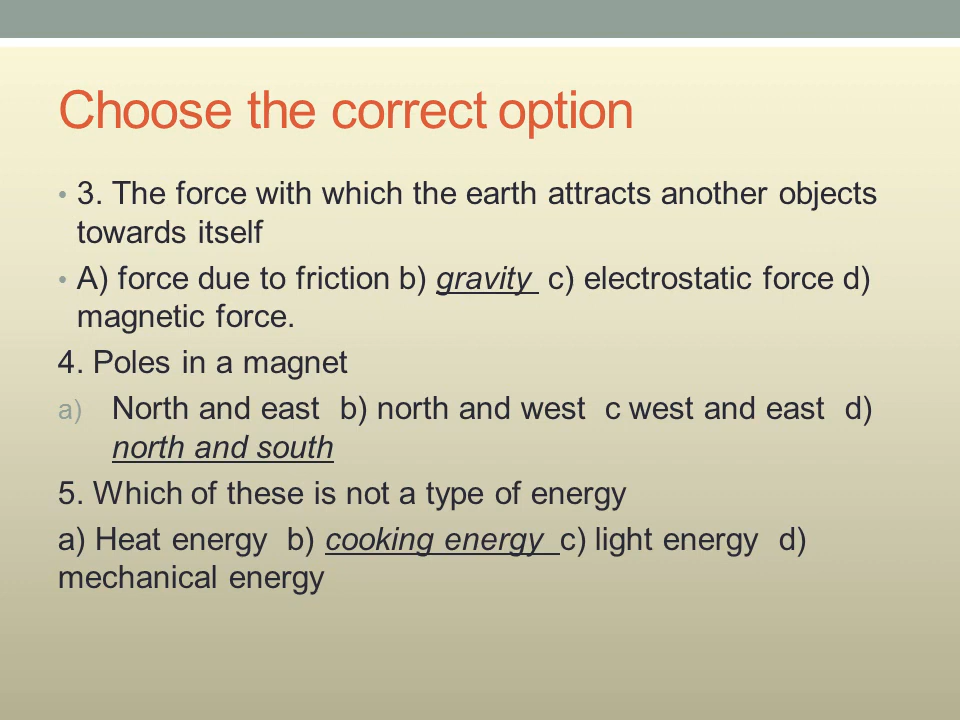 Choose the correct option
• 3. The force with which the earth attracts another objects
towards itself
• A) force due to friction b) gravity c) electrostatic force d)
magnetic force.
4. Poles in a magnet
a) North and east b) north and west c west and east d)
north and south
5. Which of these is not a type of energy
a) Heat energy b) cooking energy c) light energy d)
mechanical energy